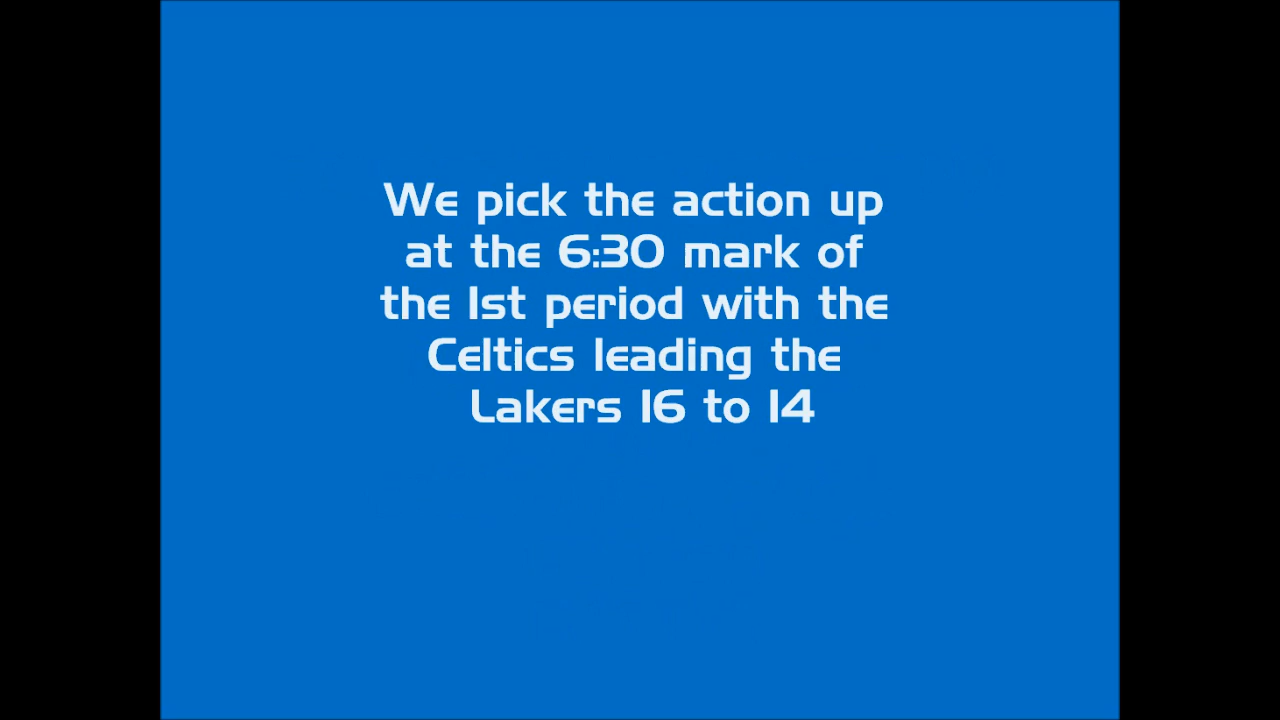 We pick the action up
at the 6:30 mark of
the 1st period with the
Celtics leading the
Lakers 16 to 14